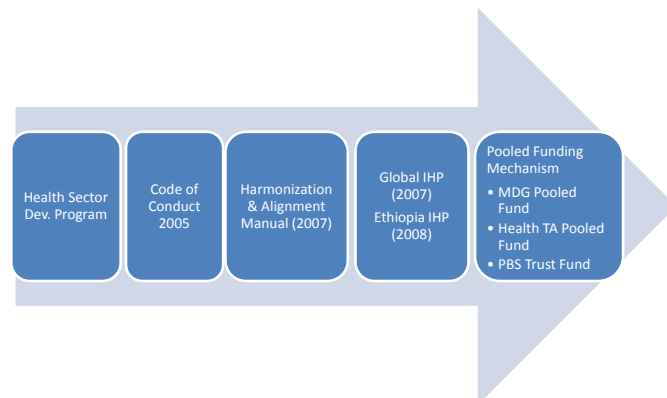 Health Sector
Dev. Program
Code of
Conduct
2005
Harmonization
& Alignment
Manual (2007)
Global IHP
(2007)
Ethiopia IHP
(2008)
Pooled Funding
Mechanism
• MDG Pooled
Fund
• Health TA Pooled
Fund
• PBS Trust Fund